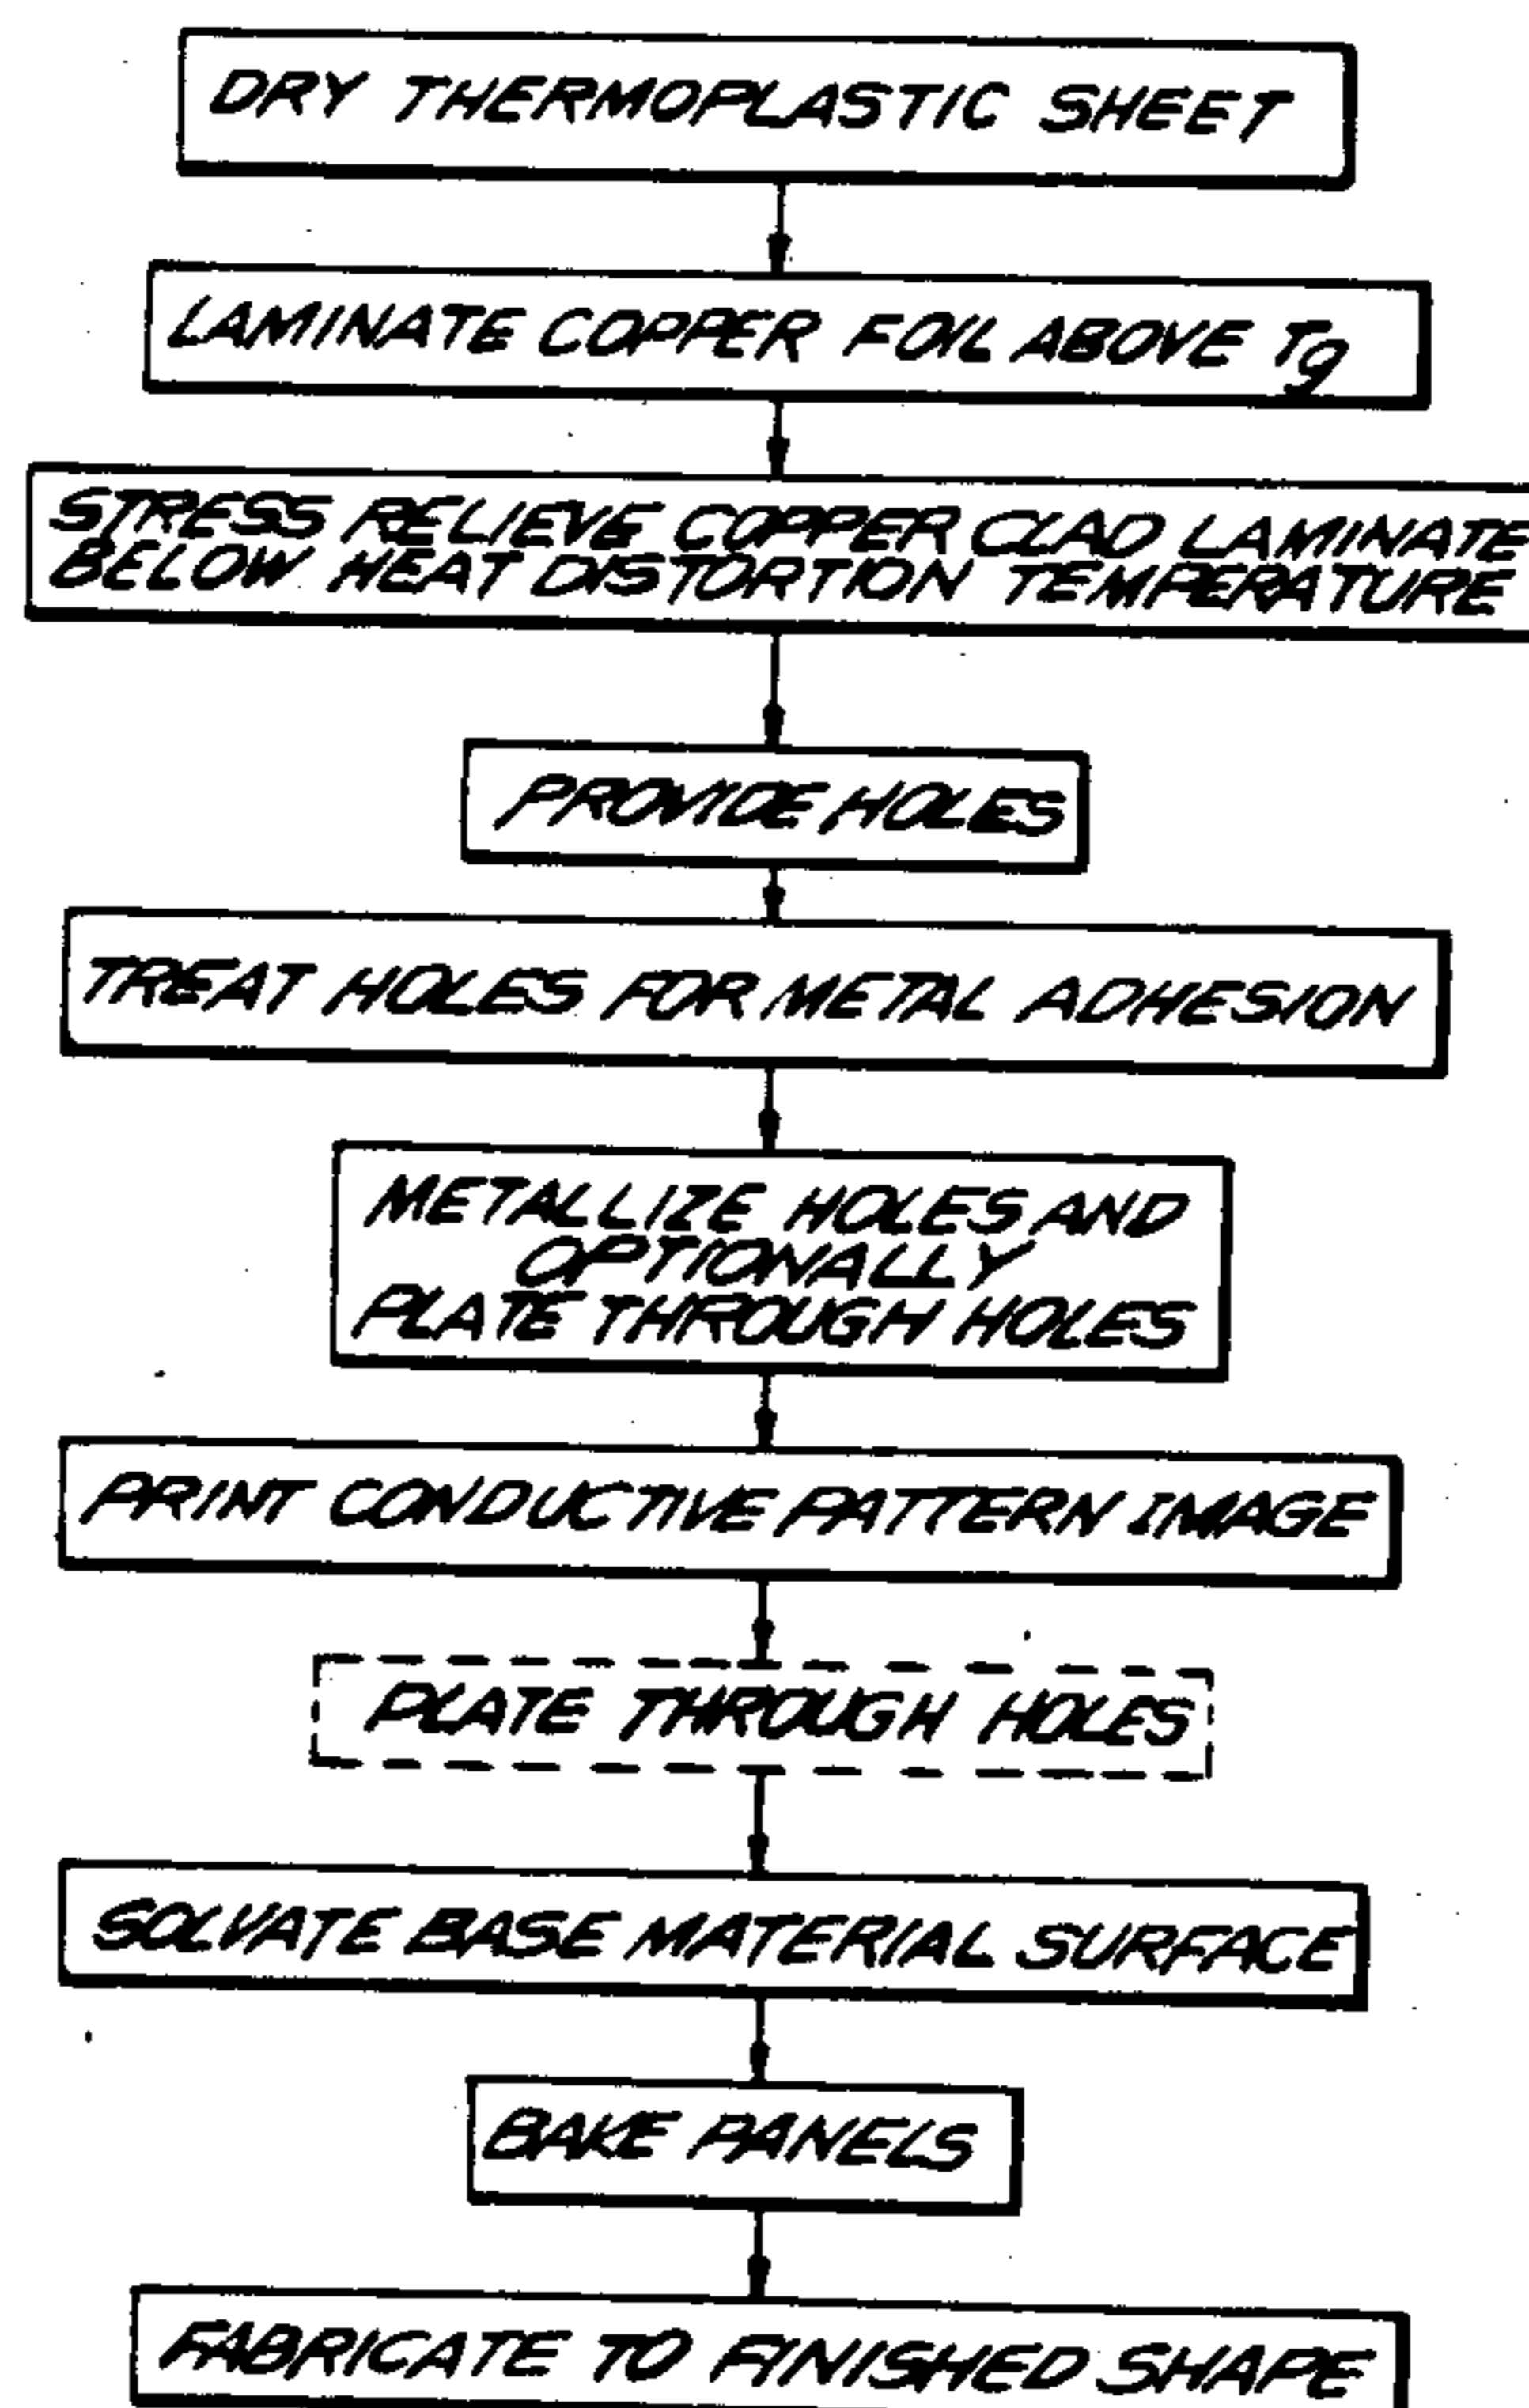 DRY THERMOPLASTIC SHEET
LAMINATE COPPER FOIL ABOVE Tg
STRESS RELIEVE COPPER CLAD LAMINATE
BELOW HEAT DISTORTION TEMPERATURE
PROVIDE HOLES
TREAT HOLES FOR METAL ADHESION
METALLIZE HOLES AND
OPTIONALLY
PLATE THROUGH HOLES
PRINT CONDUCTIVE PATTERN IMAGE
PLATE THROUGH HOLES
SOLVATE BASE MATERIAL SURFACE
BAKE PANELS
FABRICATE TO FINISHED SHAPE